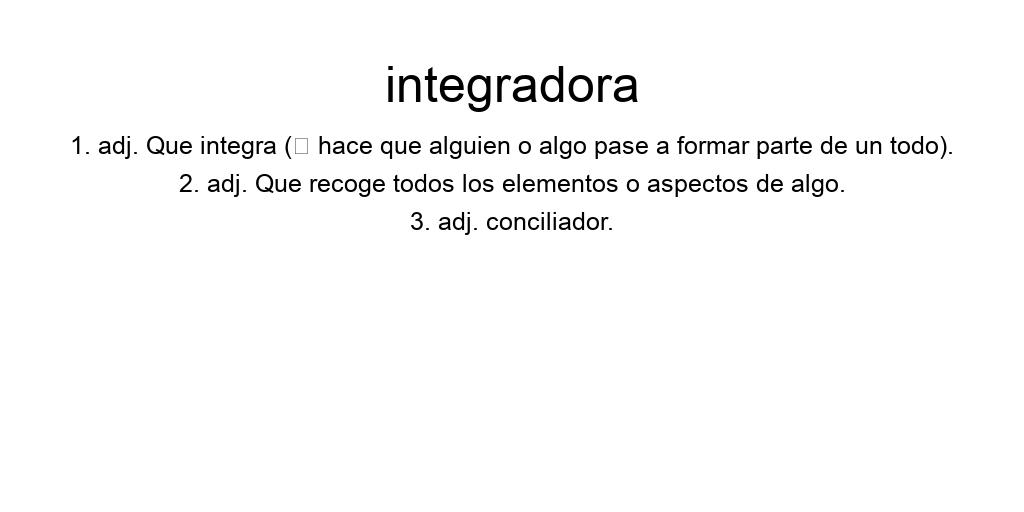 integradora
1. adj. Que integra (□ hace que alguien o algo pase a formar parte de un todo).
2. adj. Que recoge todos los elementos o aspectos de algo.
3. adj. conciliador.